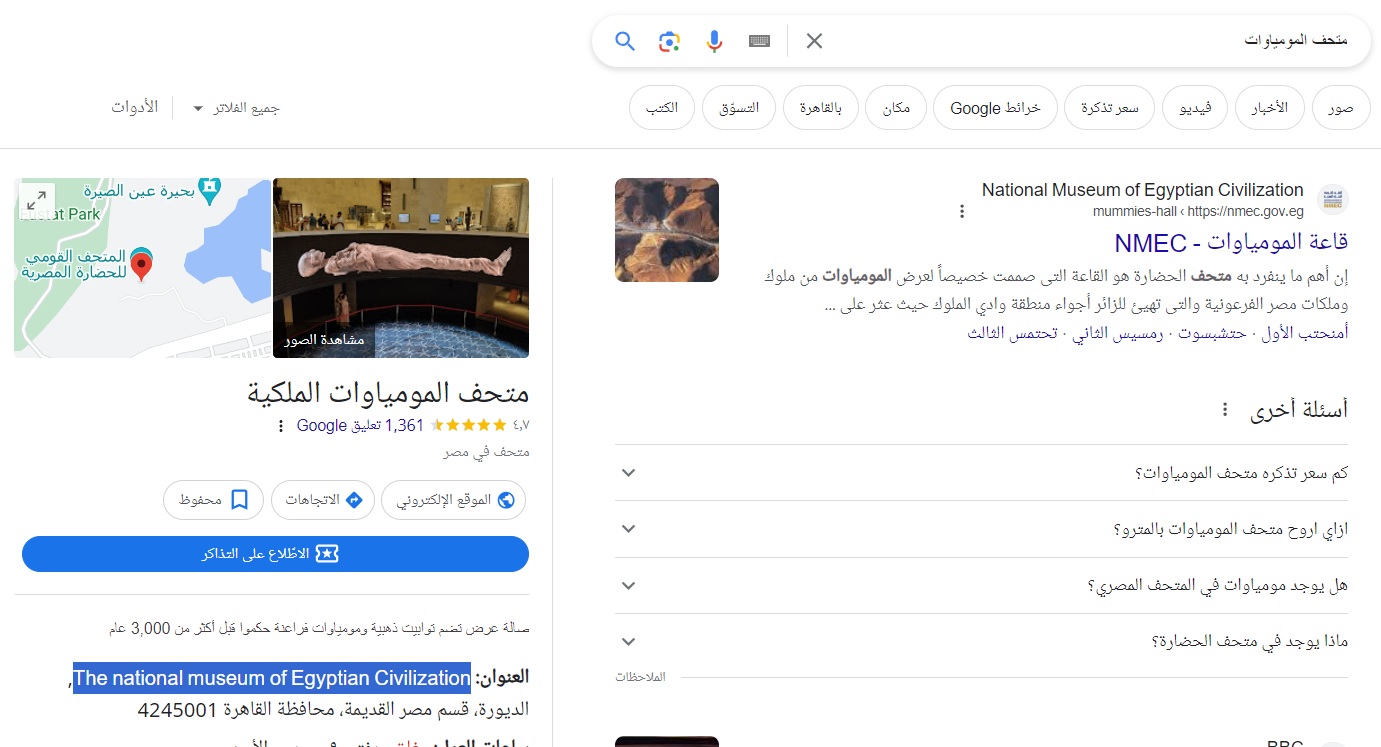 متحف المومياوات
صور
الأخبار
فيديو
سعر تذكرة
خرائط Google
مكان
بالقاهرة
التسوّق
الكتب
جميع الفلاتر
الأدوات
National Museum of Egyptian Civilization
https://nmec.gov.eg › mummies-hall
قاعة المومياوات - NMEC
إن أهم ما ينفرد به متحف الحضارة هو القاعة التى صممت خصيصاً لعرض المومياوات من ملوك
وملكات مصر الفرعونية والتى تهيئ للزائر أجواء منطقة وادي الملوك حيث عثر على ...
أمنحتب الأول · حتشبسوت · رمسيس الثاني · تحتمس الثالث
أسئلة أخرى
كم سعر تذكره متحف المومياوات؟
ازاي اروح متحف المومياوات بالمترو؟
هل يوجد مومياوات في المتحف المصري؟
ماذا يوجد في متحف الحضارة؟
الملاحظات
BBC
بحيرة عين الصيرة
Fustat Park
المتحف القومي
للحضارة المصرية
مشاهدة الصور
متحف المومياوات الملكية
٤,٧ 1,361 تعليق Google
متحف في مصر
الموقع الإلكتروني
الاتجاهات
محفوظ
الاطّلاع على التذاكر
صالة عرض تضم توابيت ذهبية ومومياوات فراعنة حكموا قبل أكثر من 3,000 عام
العنوان: The national museum of Egyptian Civilization,
الديورة، قسم مصر القديمة، محافظة القاهرة 4245001